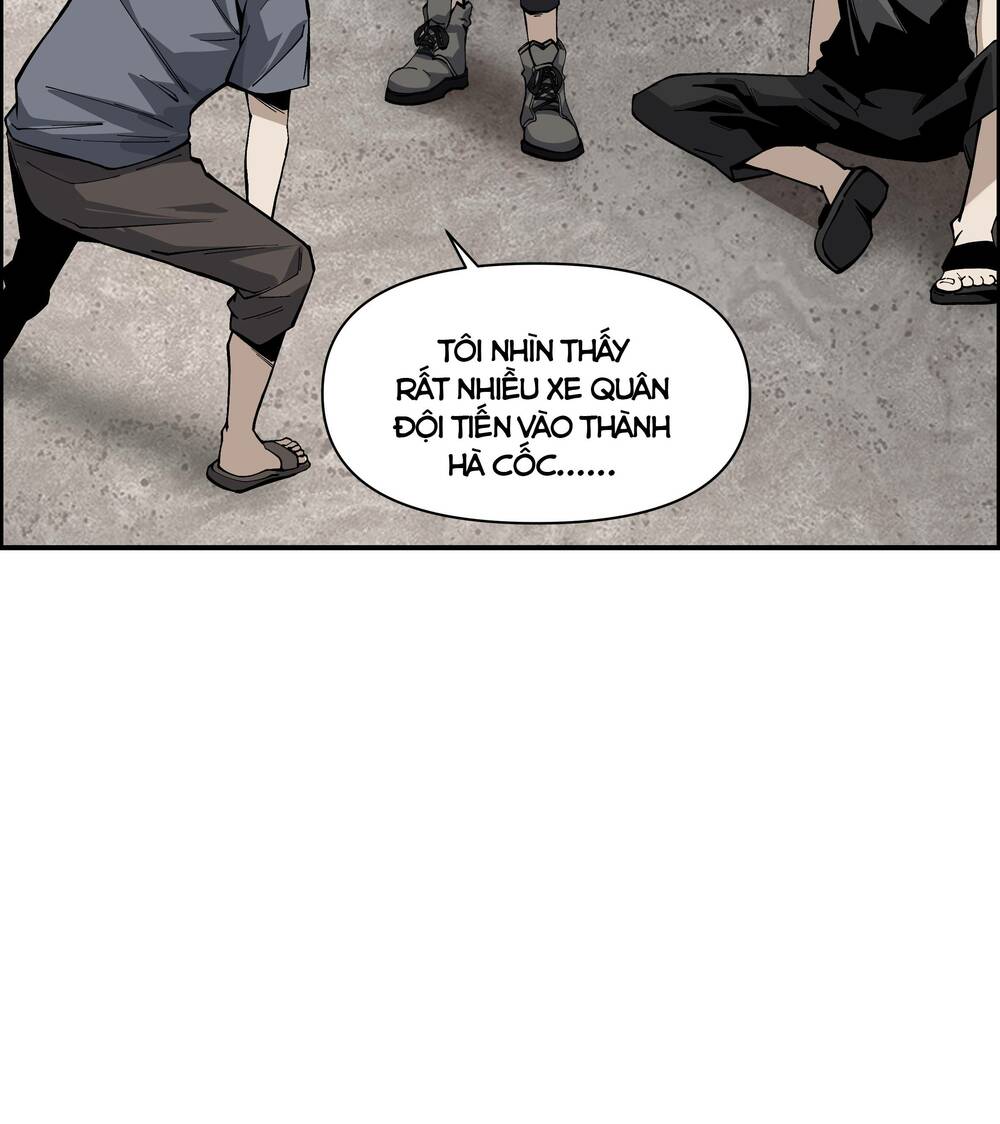 TÔI NHÌN THẤY
RẤT NHIỀU XE QUÂN
ĐỘI TIẾN VÀO THÀNH
HÀ CỐC......